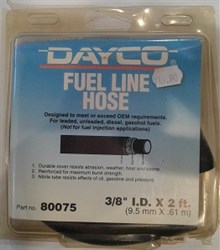 DAYCO
FUEL LINE
HOSE
Designed to meet or exceed OEM requirements.
For leaded, unleaded, diesel, gasohol fuels.
(Not for fuel injection applications)
1. Durable cover resists abrasion, weather, heat and ozone.
2. Reinforced for maximum burst strength.
3. Nitrile tube resists effects of oil, gasoline and pressure.
3/8" I.D. X 2 ft.
Part no. 80075
(9.5 mm X .61 m)